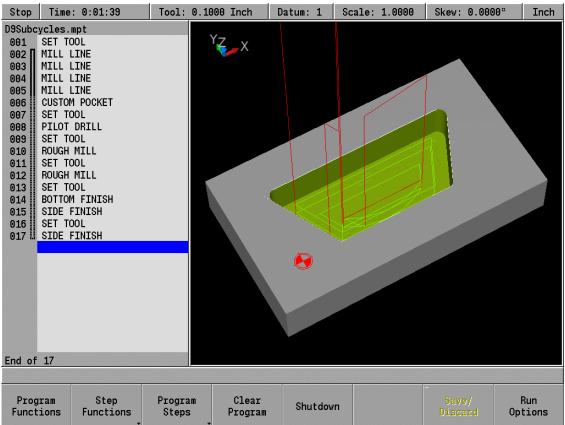 Stop Time: 0:01:39 Tool: 0.1000 Inch Datum: 1 Scale: 1.0000 Skew: 0.0000° Inch
D9Subcycles.mpt
001 SET TOOL
002 MILL LINE
003 MILL LINE
004 MILL LINE
005 MILL LINE
006 CUSTOM POCKET
007 SET TOOL
008 PILOT DRILL
009 SET TOOL
010 ROUGH MILL
011 SET TOOL
012 ROUGH MILL
013 SET TOOL
014 BOTTOM FINISH
015 SIDE FINISH
016 SET TOOL
017 SIDE FINISH
Y Z X
End of 17
Program Functions
Step Functions
Program Steps
Clear Program
Shutdown
Save/ Discard
Run Options